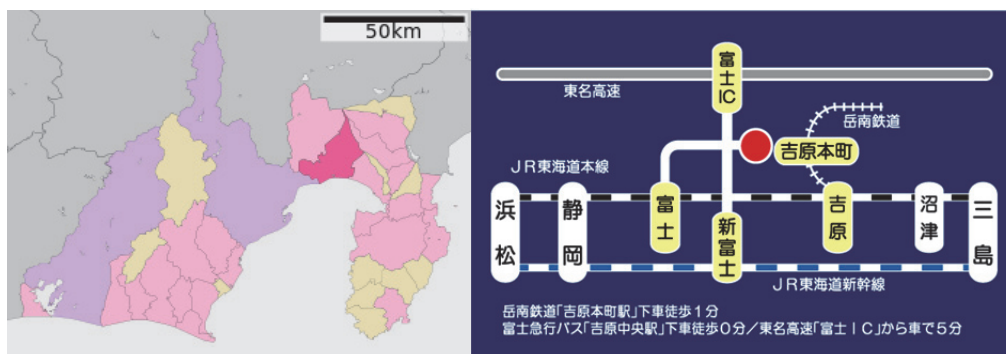 50km
富士IC
東名高速
岳南鉄道
吉原本町
JR東海道本線
浜松
静岡
富士
新富士
吉原
沼津
三島
JR東海道新幹線
岳南鉄道「吉原本町駅」下車徒歩1分
富士急行バス「吉原中央駅」下車徒歩0分／東名高速「富士IC」から車で5分